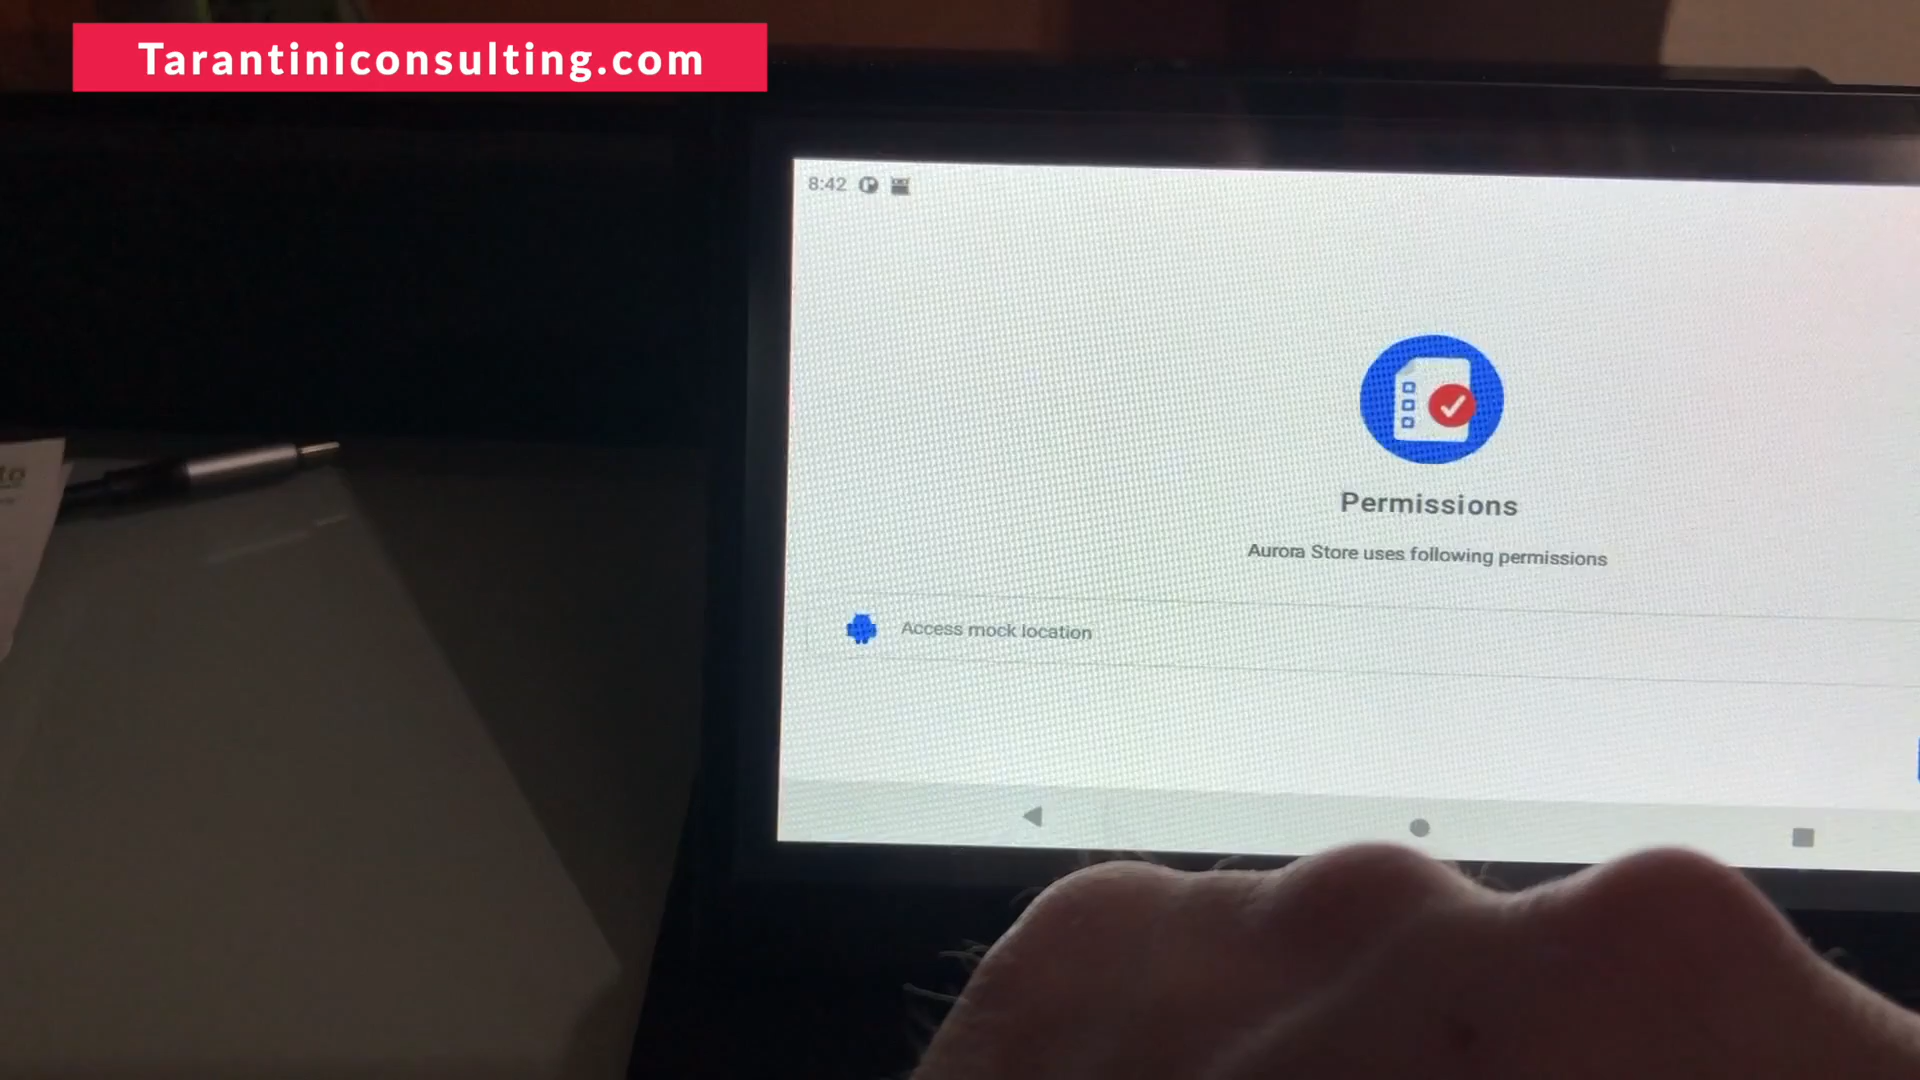 Tarantiniconsulting.com
8:42
Permissions
Aurora Store uses following permissions
Access mock location